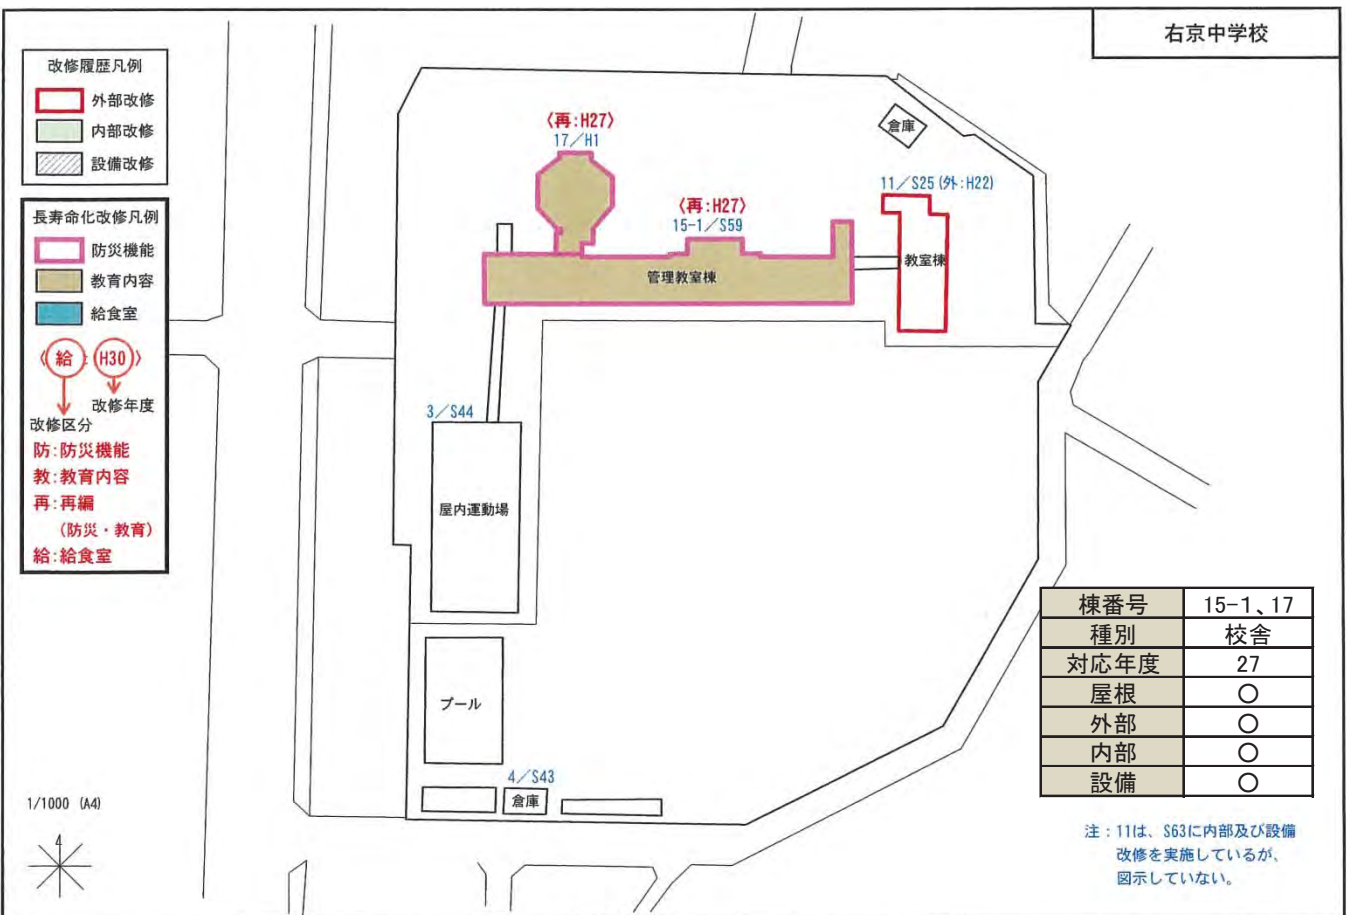 右京中学校
改修履歴凡例
外部改修
内部改修
設備改修
長寿命化改修凡例
防災機能
教育内容
給食室
〈給:H30〉
改修年度
改修区分
防:防災機能
教:教育内容
再:再編
(防災・教育)
給:給食室
〈再:H27〉
17/H1
〈再:H27〉
15-1/S59
管理教室棟
倉庫
11/S25(外:H22)
教室棟
3/S44
屋内運動場
プール
4/S43
倉庫
棟番号 15-1、17
種別 校舎
対応年度 27
屋根 〇
外部 〇
内部 〇
設備 〇
注:11は、S63に内部及び設備
改修を実施しているが、
図示していない。
1/1000 (A4)
4